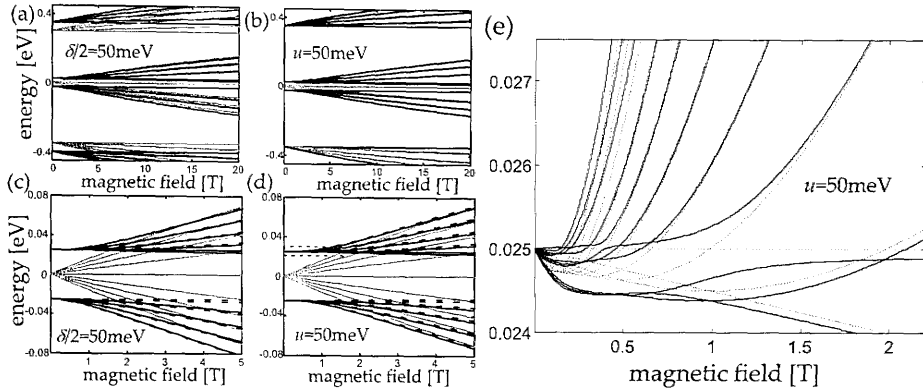 (a)
0.4
δ/2=50meV
0
-0.4
0 5 10 15 20
magnetic field [T]
energy [eV]
(b)
0.4
u=50meV
0
-0.4
0 5 10 15 20
magnetic field [T]
(c)
0.08
0.04
0
-0.04
-0.08
δ/2=50meV
0 1 2 3 4 5
magnetic field [T]
energy [eV]
(d)
0.08
0.04
0
-0.04
-0.08
u=50meV
0 1 2 3 4 5
magnetic field [T]
(e)
0.027
0.026
0.025
0.024
u=50meV
0.5 1 1.5 2
magnetic field [T]